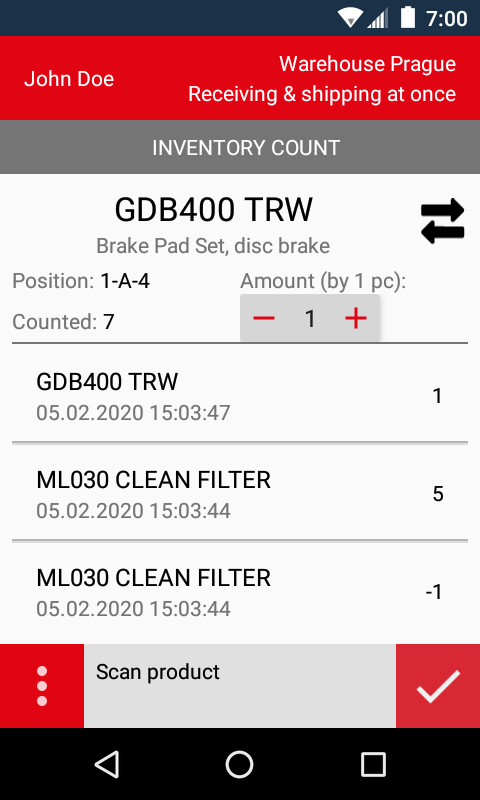 7:00
John Doe
Warehouse Prague
Receiving & shipping at once
INVENTORY COUNT
GDB400 TRW
Brake Pad Set, disc brake
Position: 1-A-4
Amount (by 1 pc):
Counted: 7
− 1 +
GDB400 TRW
05.02.2020 15:03:47
1
ML030 CLEAN FILTER
05.02.2020 15:03:44
5
ML030 CLEAN FILTER
05.02.2020 15:03:44
-1
Scan product